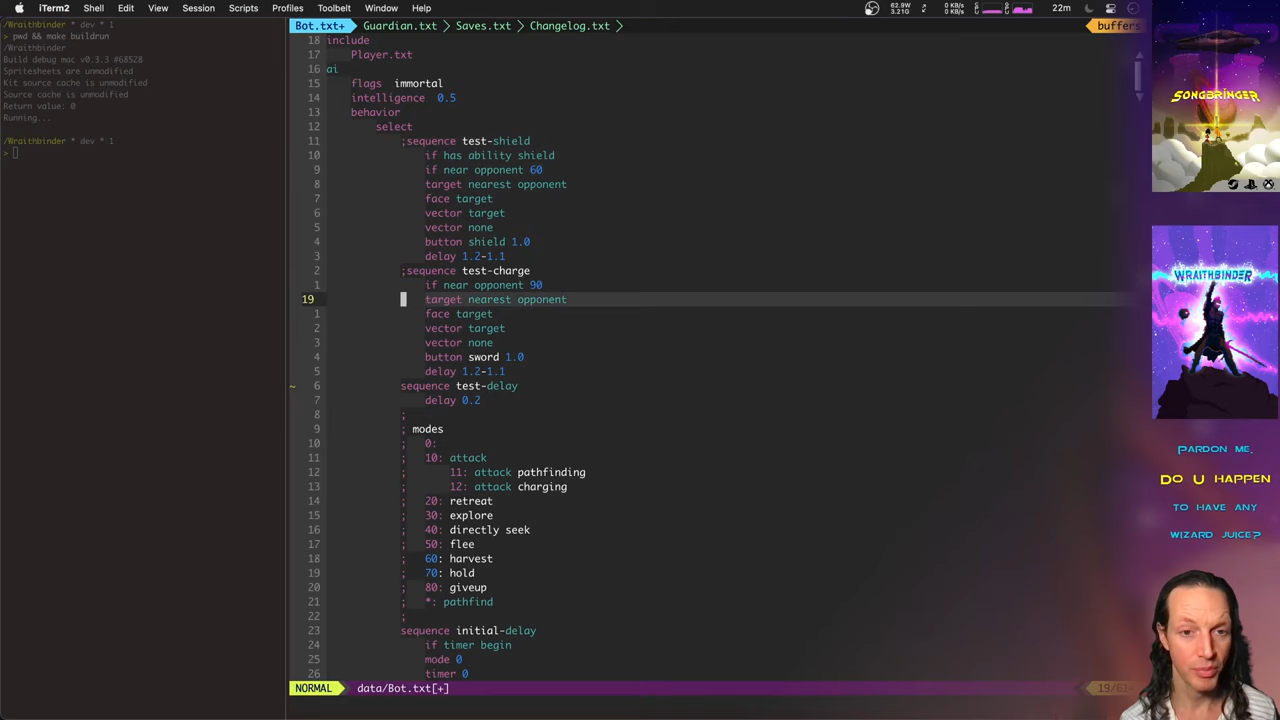 iTerm2 Shell Edit View Session Scripts Profiles Toolbelt Window Help
62.9W
0 KB/s
0 KB/s
22m
/Wraithbinder * dev * 1
> pwd && make buildrun
/Wraithbinder
Build debug mac v0.3.3 #68528
Spritesheets are unmodified
Kit source cache is unmodified
Source cache is unmodified
Return value: 0
Running...
/Wraithbinder * dev * 1
>
Bot.txt+ Guardian.txt Saves.txt Changelog.txt buffers
18 include
17 Player.txt
16 ai
15 flags immortal
14 intelligence 0.5
13 behavior
12 select
11 ;sequence test-shield
10 if has ability shield
9 if near opponent 60
8 target nearest opponent
7 face target
6 vector target
5 vector none
4 button shield 1.0
3 delay 1.2-1.1
2 ;sequence test-charge
1 if near opponent 90
19 target nearest opponent
1 face target
2 vector target
3 vector none
4 button sword 1.0
5 delay 1.2-1.1
~ 6 sequence test-delay
7 delay 0.2
8 ;
9 ; modes
10 ; 0:
11 ; 10: attack
12 ; 11: attack pathfinding
13 ; 12: attack charging
14 ; 20: retreat
15 ; 30: explore
16 ; 40: directly seek
17 ; 50: flee
18 ; 60: harvest
19 ; 70: hold
20 ; 80: giveup
21 ; *: pathfind
22 ;
23 sequence initial-delay
24 if timer begin
25 mode 0
26 timer 0
NORMAL data/Bot.txt[+]
SONGBRINGER
WRAITHBINDER
PARDON ME,
DO U HAPPEN
TO HAVE ANY
WIZARD JUICE?